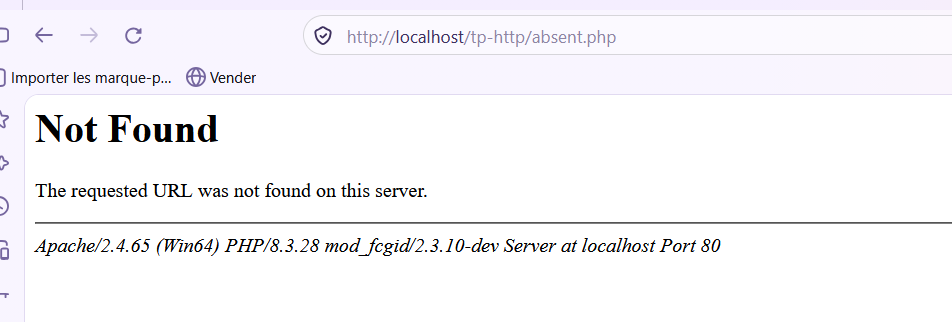 http://localhost/tp-http/absent.php
Importer les marque-p... Vender
Not Found
The requested URL was not found on this server.
Apache/2.4.65 (Win64) PHP/8.3.28 mod_fcgid/2.3.10-dev Server at localhost Port 80